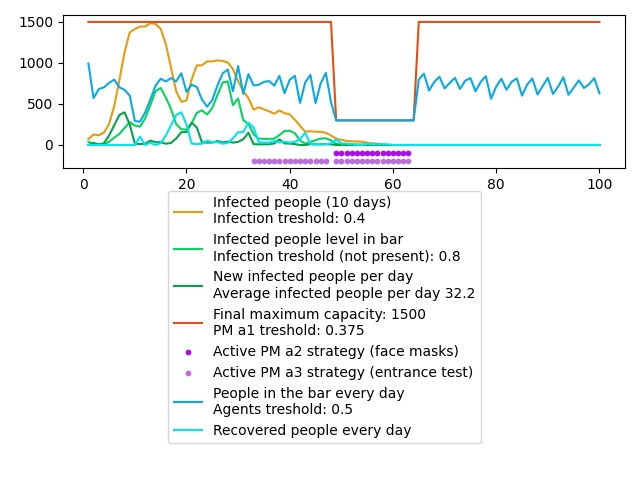 1500
1000
500
0
0 20 40 60 80 100
Infected people (10 days)
Infection treshold: 0.4
Infected people level in bar
Infection treshold (not present): 0.8
New infected people per day
Average infected people per day 32.2
Final maximum capacity: 1500
PM a1 treshold: 0.375
Active PM a2 strategy (face masks)
Active PM a3 strategy (entrance test)
People in the bar every day
Agents treshold: 0.5
Recovered people every day